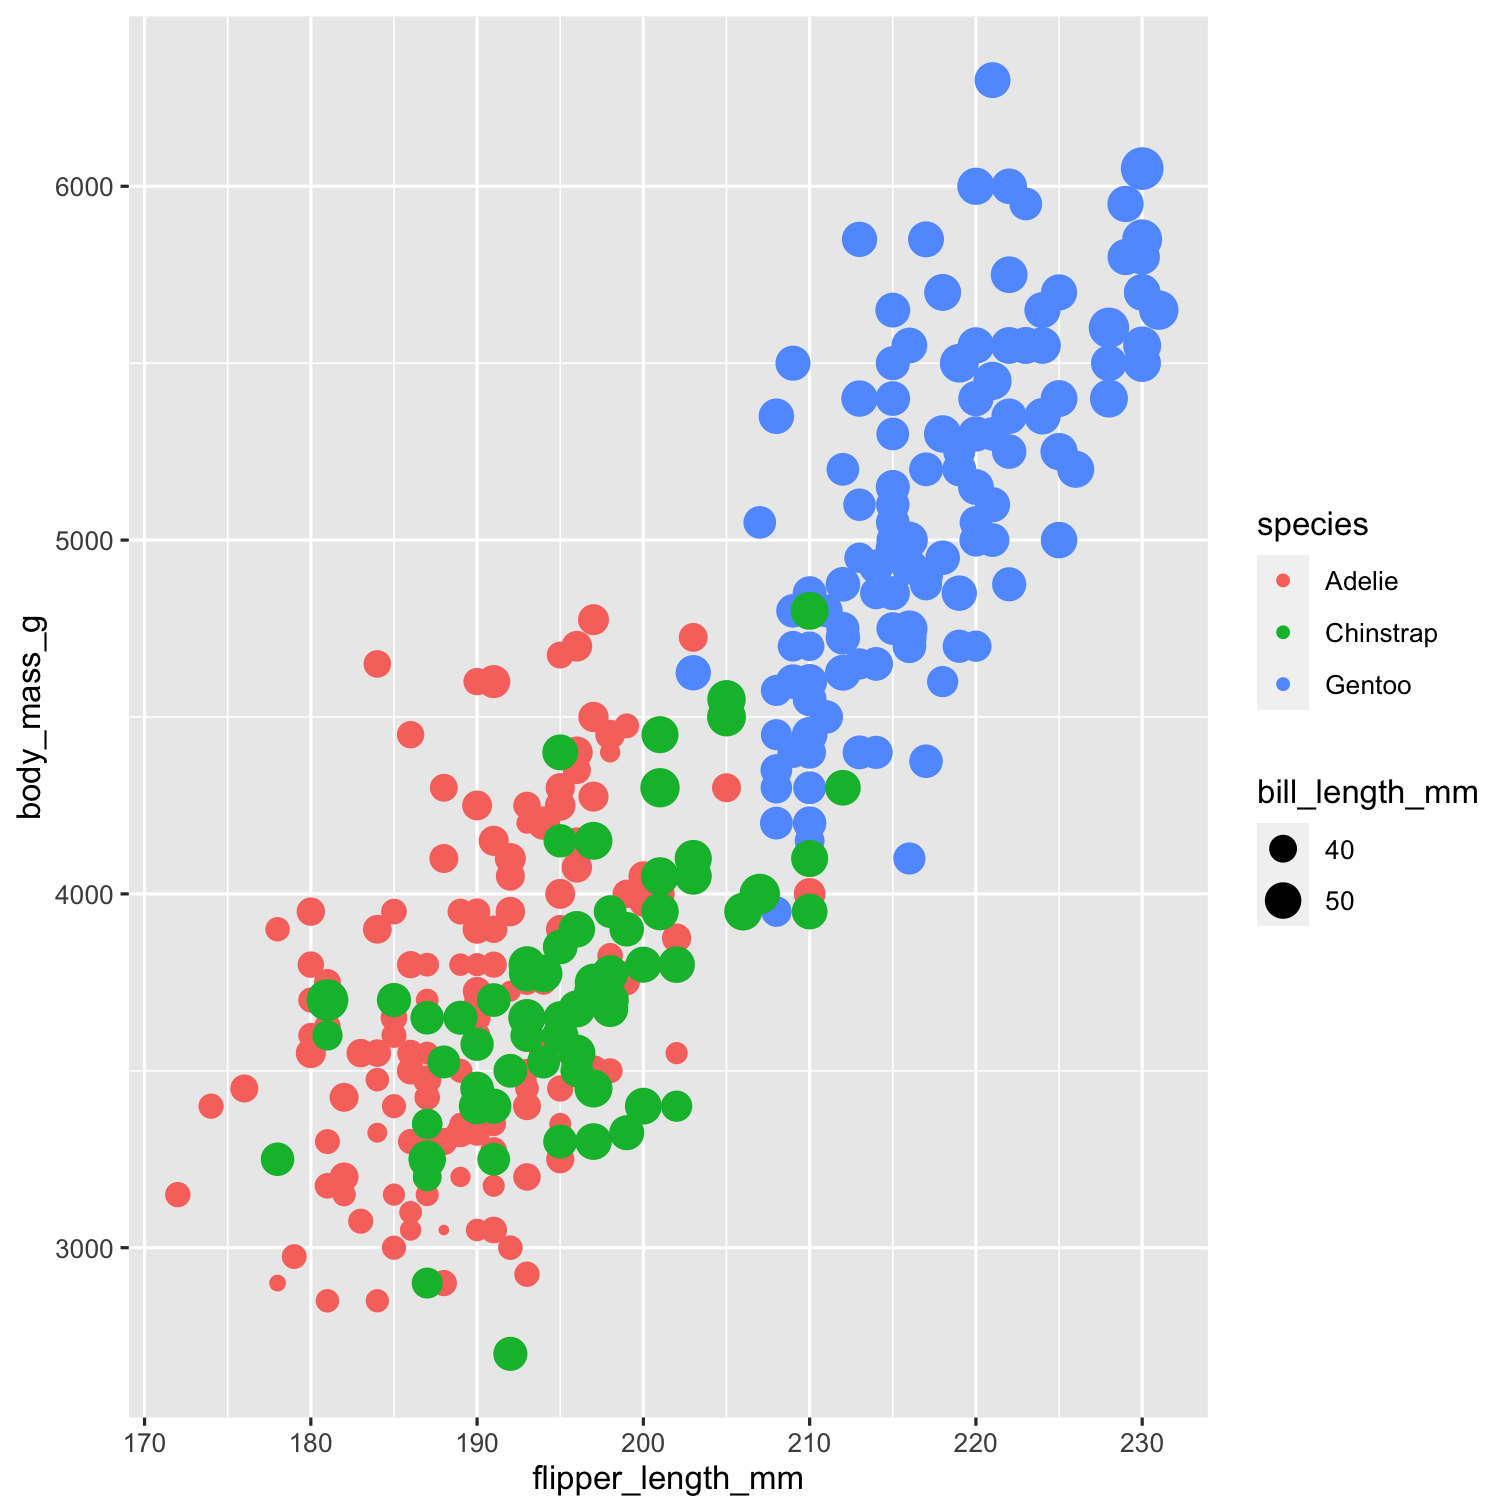 6000
5000
4000
3000
body_mass_g
170 180 190 200 210 220 230
flipper_length_mm
species
Adelie
Chinstrap
Gentoo
bill_length_mm
40
50